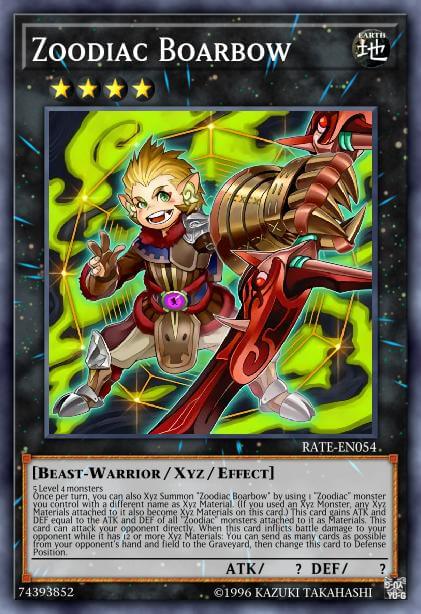 Zoodiac Boarbow
EARTH
地
RATE-EN054
[Beast-Warrior / Xyz / Effect]
5 Level 4 monsters
Once per turn, you can also Xyz Summon "Zoodiac Boarbow" by using 1 "Zoodiac" monster
you control with a different name as Xyz Material. (If you used an Xyz Monster, any Xyz
Materials attached to it also become Xyz Materials on this card.) This card gains ATK and
DEF equal to the ATK and DEF of all "Zoodiac" monsters attached to it as Materials. This
card can attack your opponent directly. When this card inflicts battle damage to your
opponent while it has 12 or more Xyz Materials: You can send as many cards as possible
from your opponent's hand and field to the Graveyard, then change this card to Defense
Position.
ATK/ ? DEF/ ?
74393852
©1996 KAZUKI TAKAHASHI